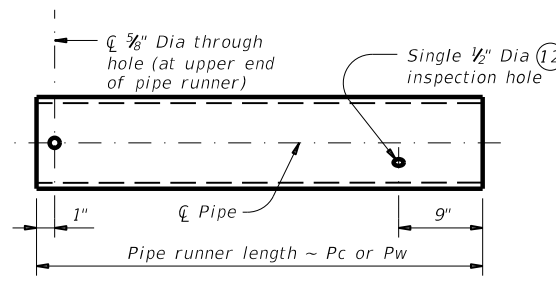 ℄ 5/8" Dia through
hole (at upper end
of pipe runner)
Single 1/2" Dia 12
inspection hole
℄ Pipe
1"
9"
Pipe runner length ~ Pc or Pw